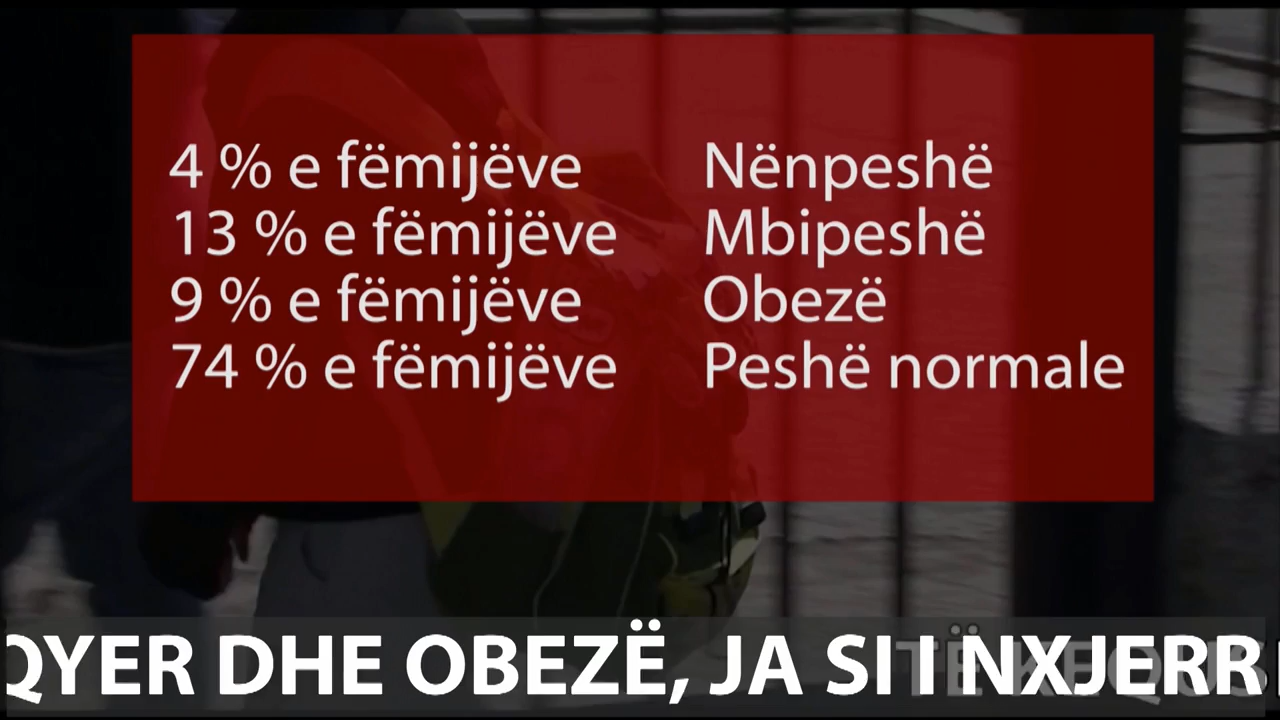 4 % e fëmijëve Nënpeshë
13 % e fëmijëve Mbipeshë
9 % e fëmijëve Obezë
74 % e fëmijëve Peshë normale
QYER DHE OBEZË, JA SI I NXJERR